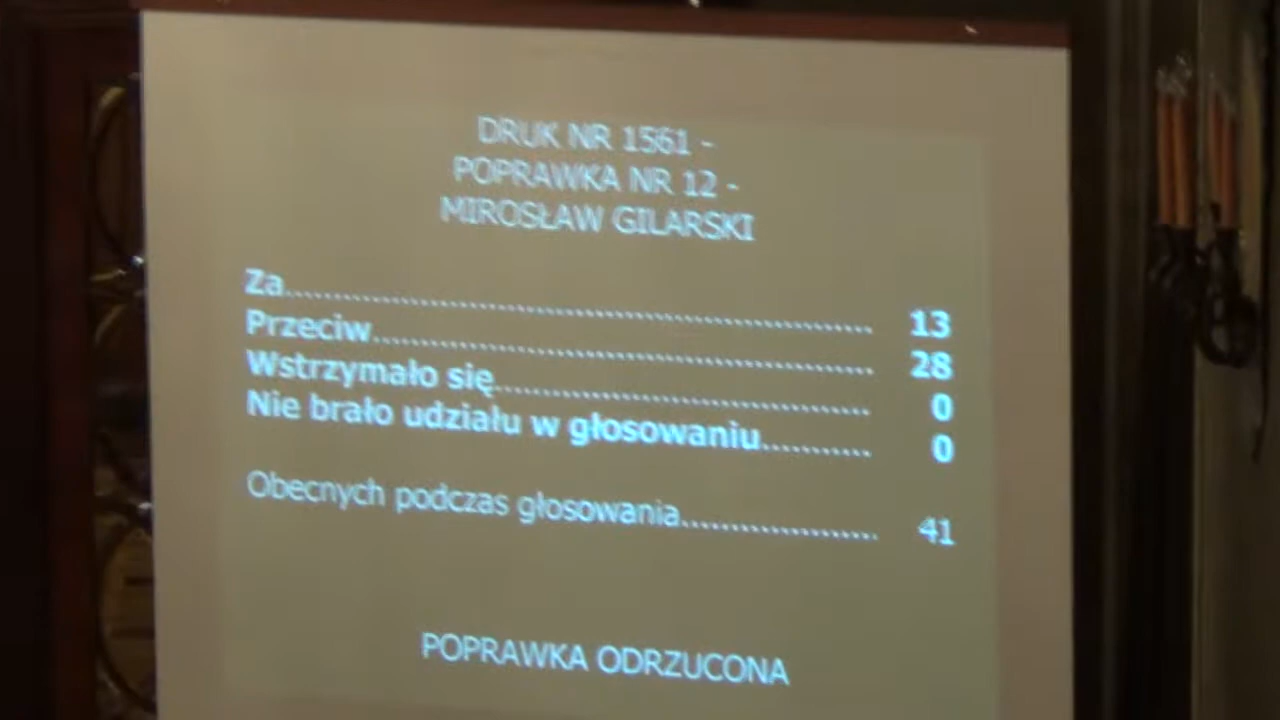 DRUK NR 1561 -
POPRAWKA NR 12 -
MIROSŁAW GILARSKI
Za.................... 13
Przeciw.................... 28
Wstrzymało się.................... 0
Nie brało udziału w głosowaniu.................... 0
Obecnych podczas głosowania.................... 41
POPRAWKA ODRZUCONA